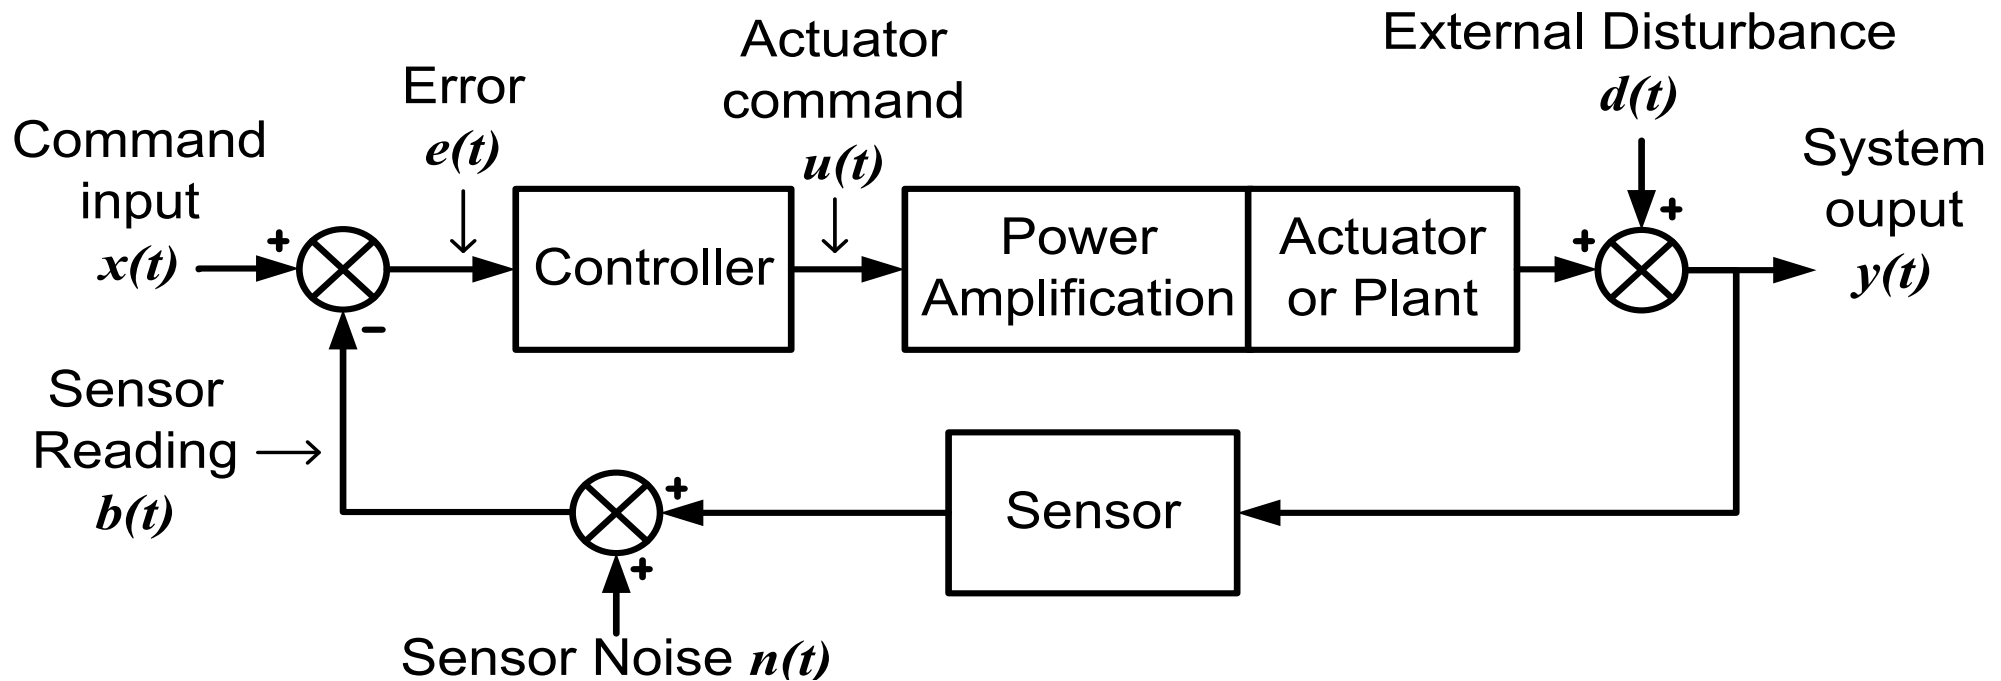 External Disturbance
d(t)
Actuator
command
u(t)
Error
e(t)
Command
input
x(t)
System
ouput
y(t)
+
-
Controller
Power
Amplification
Actuator
or Plant
+
+
Sensor
Reading
b(t)
Sensor
+
+
Sensor Noise n(t)